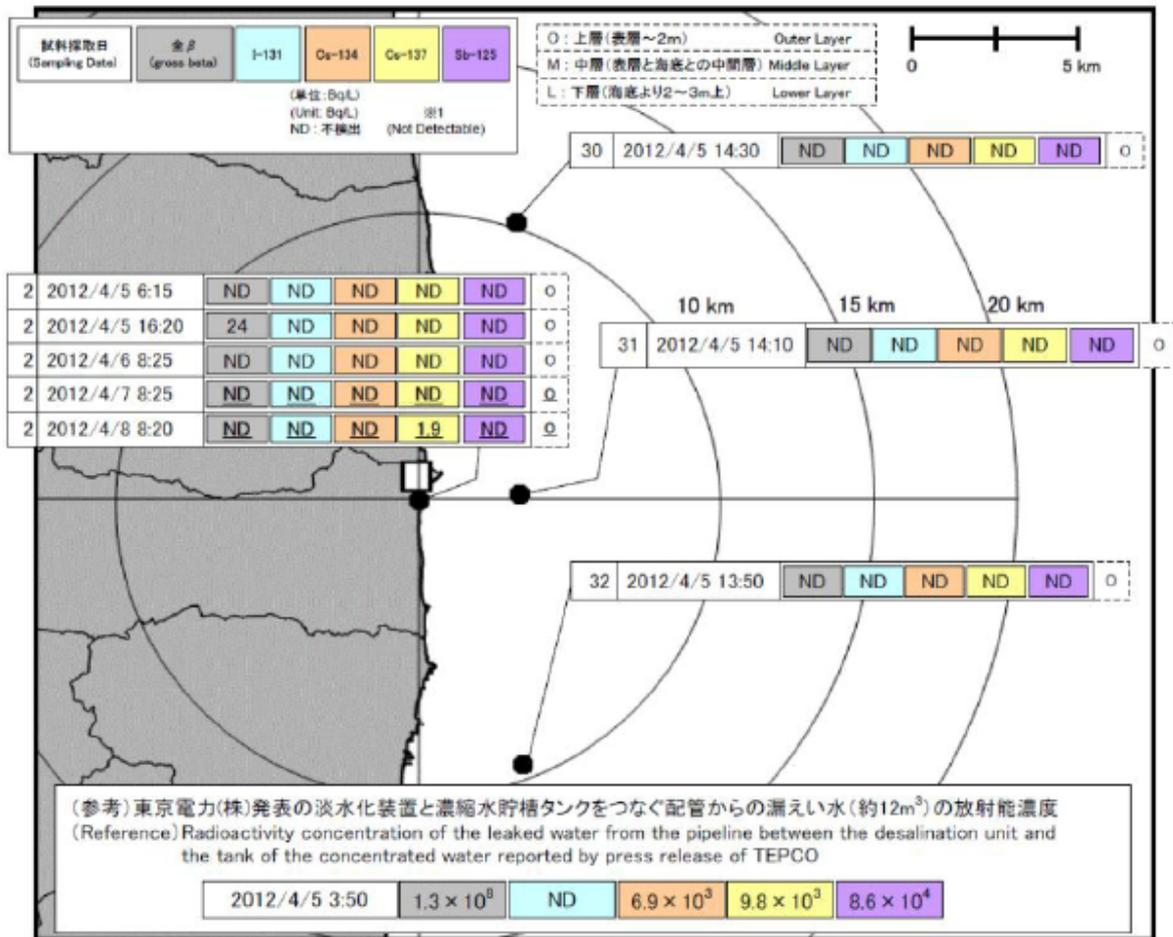 試料採取日 (Sampling Date)
全β (gross beta)
I-131
Cs-134
Cs-137
Sb-125
(単位:Bq/L)
(Unit: Bq/L) ※1
ND : 不検出 (Not Detectable)
O : 上層(表層～2m) Outer Layer
M : 中層(表層と海底との中間層) Middle Layer
L : 下層(海底より2～3m上) Lower Layer
0 5 km
30 2012/4/5 14:30 ND ND ND ND ND O
2 2012/4/5 6:15 ND ND ND ND ND O
2 2012/4/5 16:20 24 ND ND ND ND O
2 2012/4/6 8:25 ND ND ND ND ND O
2 2012/4/7 8:25 ND ND ND ND ND O
2 2012/4/8 8:20 ND ND ND 1.9 ND O
10 km 15 km 20 km
31 2012/4/5 14:10 ND ND ND ND ND O
32 2012/4/5 13:50 ND ND ND ND ND O
(参考)東京電力(株)発表の淡水化装置と濃縮水貯槽タンクをつなぐ配管からの漏えい水(約12m³)の放射能濃度
(Reference) Radioactivity concentration of the leaked water from the pipeline between the desalination unit and
the tank of the concentrated water reported by press release of TEPCO
2012/4/5 3:50 1.3 × 10⁸ ND 6.9 × 10³ 9.8 × 10³ 8.6 × 10⁴